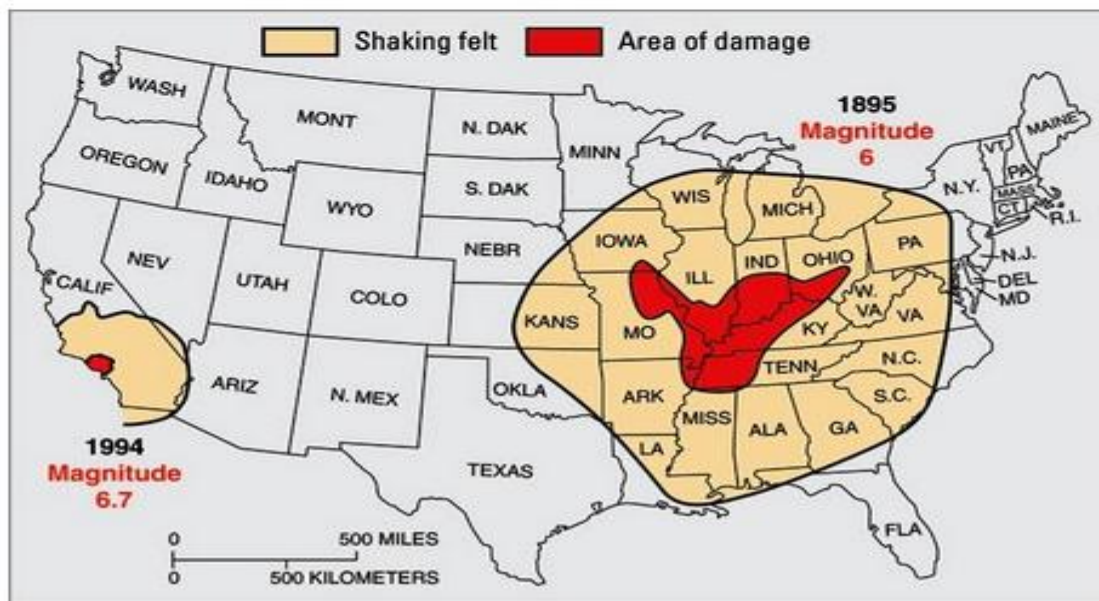 Shaking felt
Area of damage
WASH
MONT
N. DAK
MINN
1895
Magnitude
6
MAINE
VT.
PA
N.Y.
MASS
CT
R.I.
OREGON
IDAHO
S. DAK
WIS
MICH
WYO
IOWA
NEBR
PA
N.J.
NEV
UTAH
COLO
ILL
IND
OHIO
DEL
MD
CALIF
KANS
MO
W.
VA
VA
KY
ARIZ
N. MEX
OKLA
ARK
TENN
N.C.
S.C.
MISS
ALA
GA
LA
TEXAS
FLA
1994
Magnitude
6.7
0 500 MILES
0 500 KILOMETERS